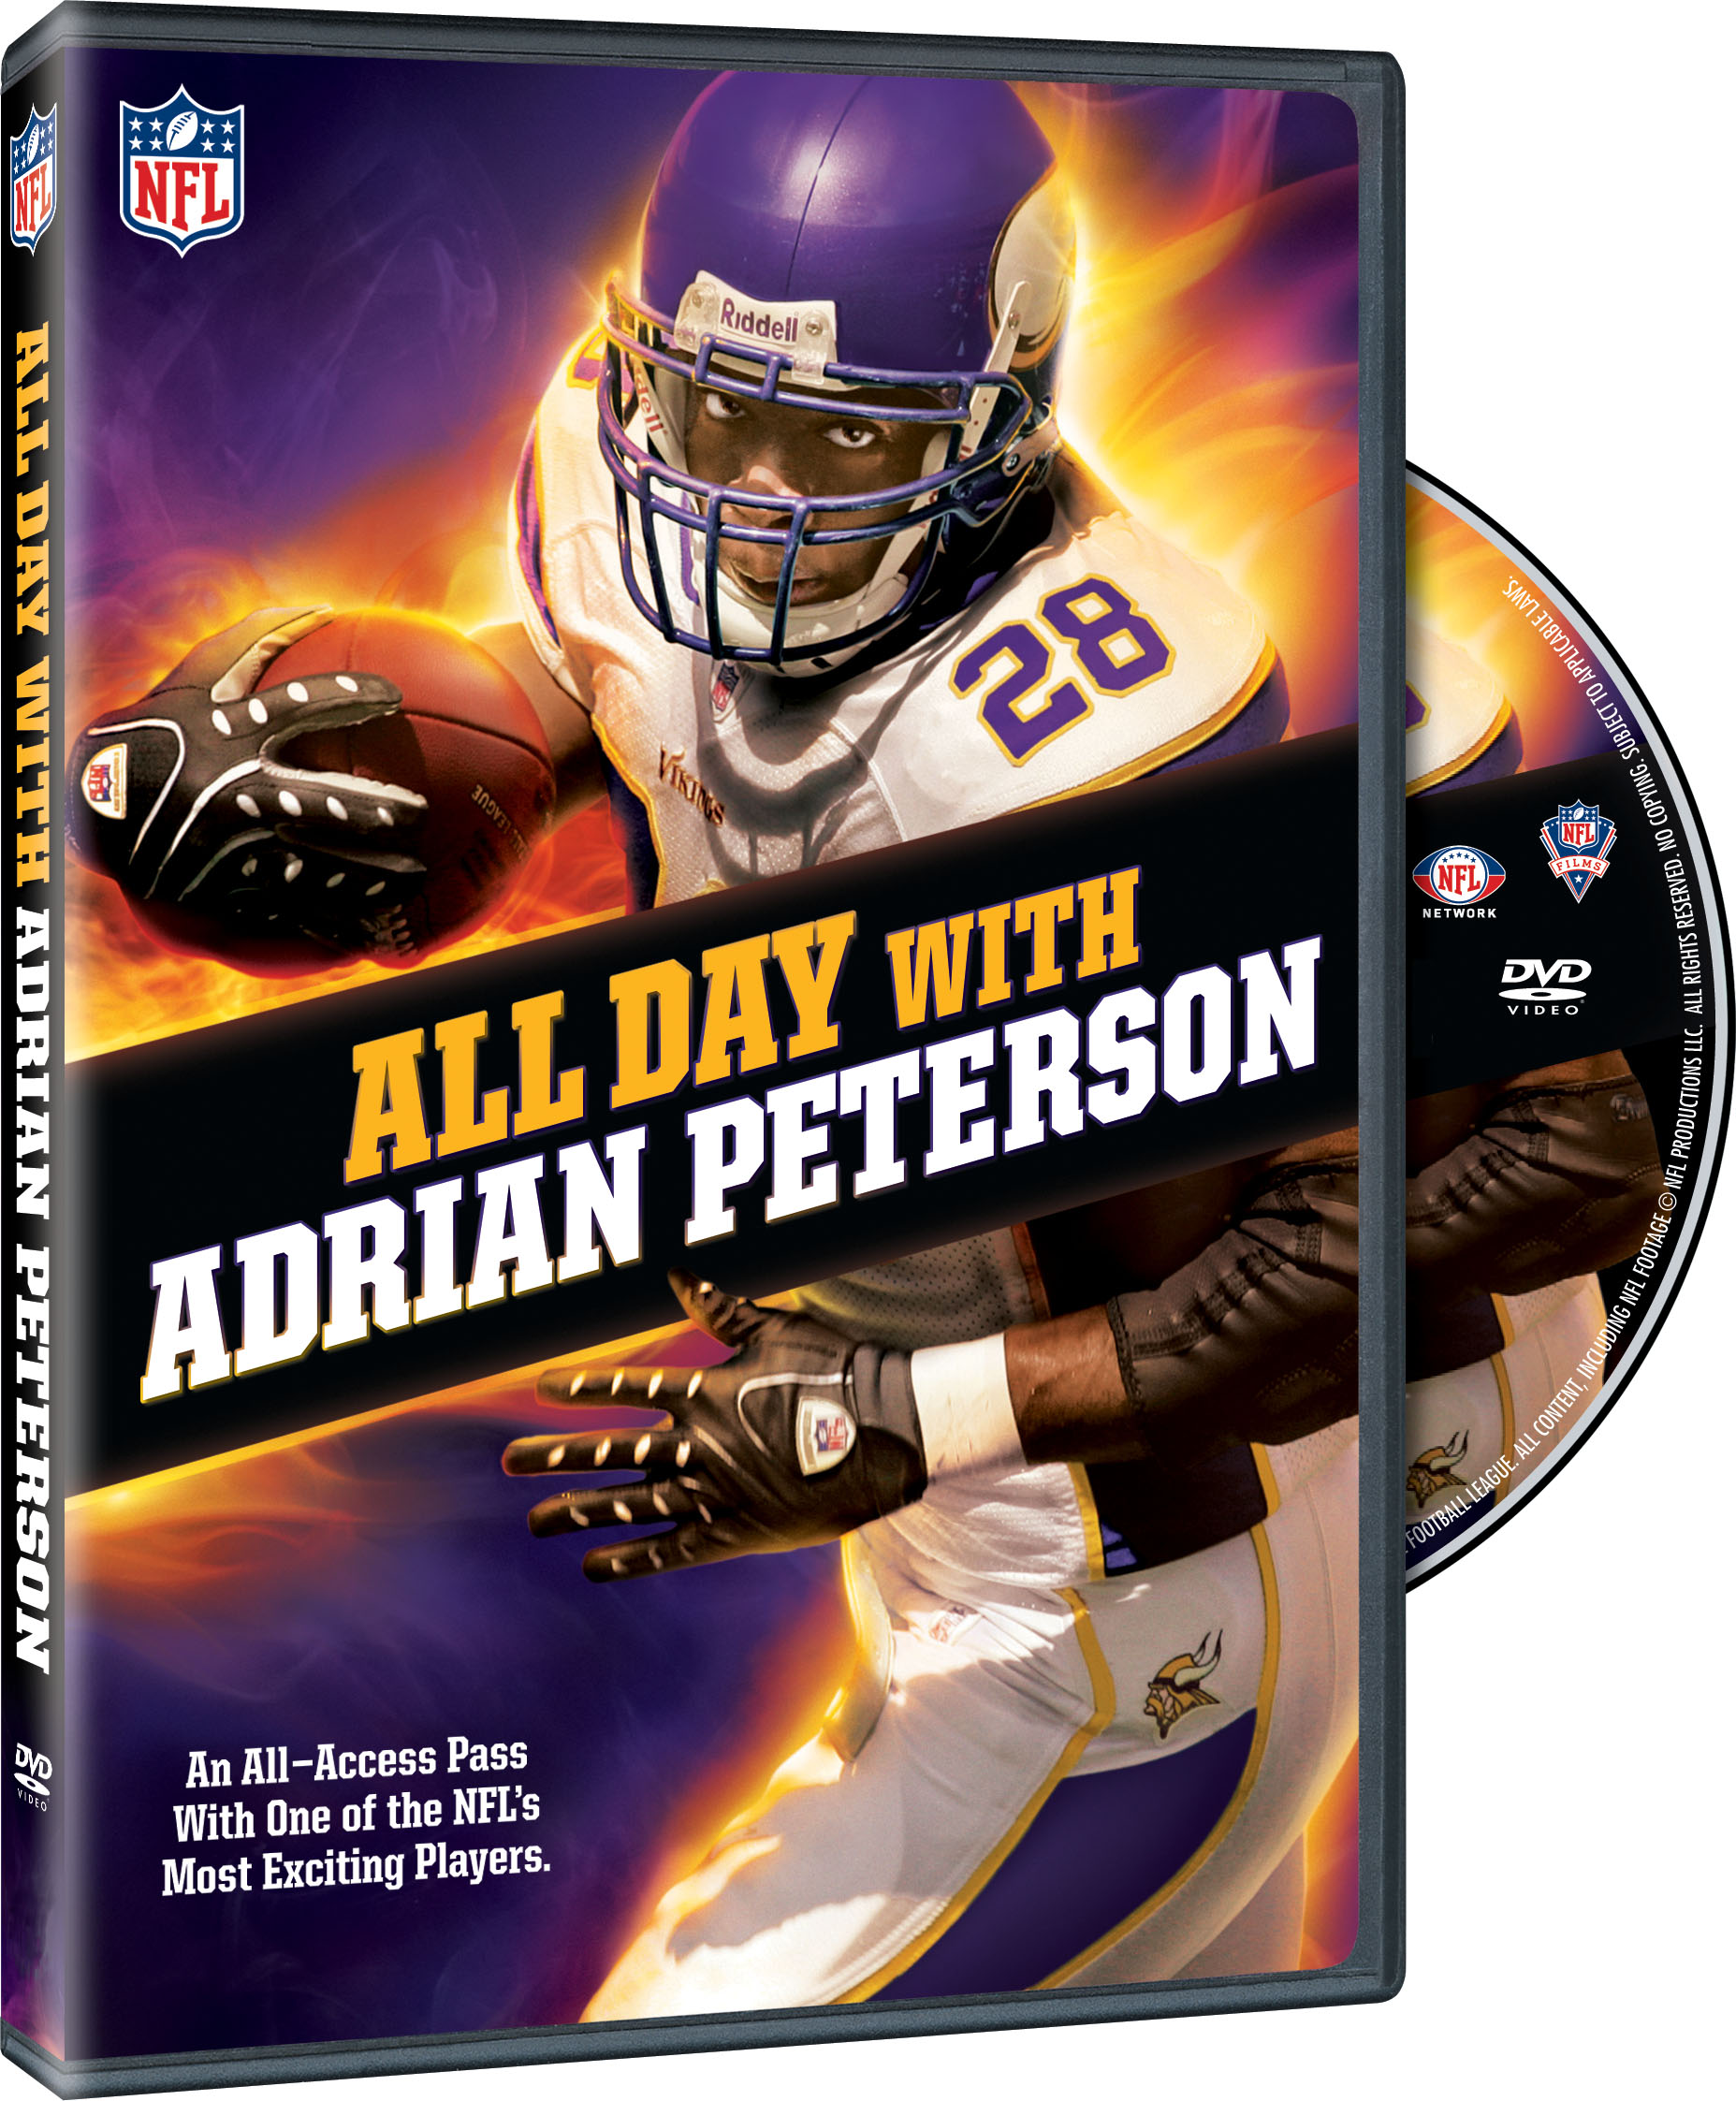 NFL
ALL DAY WITH ADRIAN PETERSON
DVD
VIDEO
NFL
Riddell
28
VIKINGS
LEAGUE
ALL DAY WITH
ADRIAN PETERSON
An All-Access Pass
With One of the NFL's
Most Exciting Players.
NFL
NETWORK
NFL
FILMS
DVD
VIDEO
FOOTBALL LEAGUE. ALL CONTENT, INCLUDING NFL FOOTAGE © NFL PRODUCTIONS LLC. ALL RIGHTS RESERVED. NO COPYING. SUBJECT TO APPLICABLE LAWS.